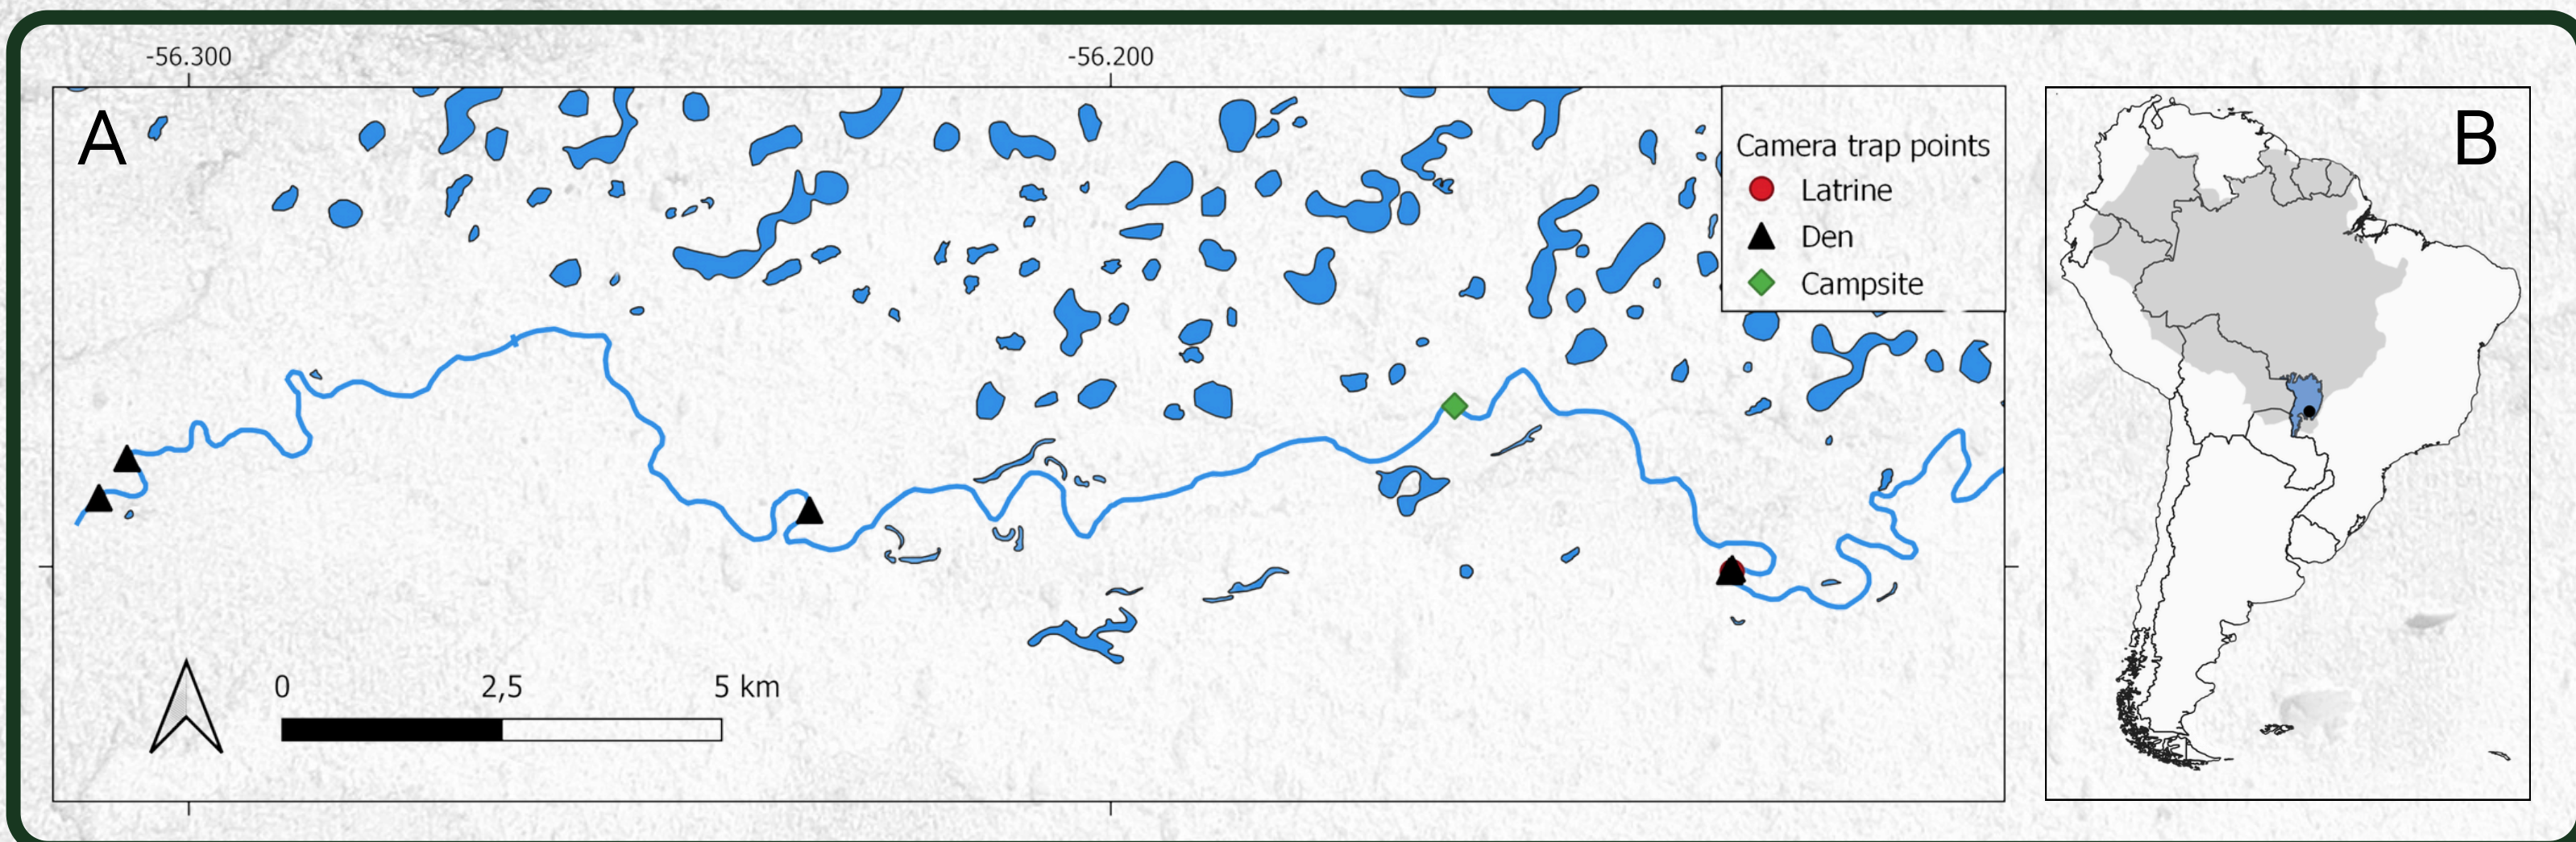 -56.300
-56.200
A
B
Camera trap points
Latrine
Den
Campsite
0
2,5
5 km